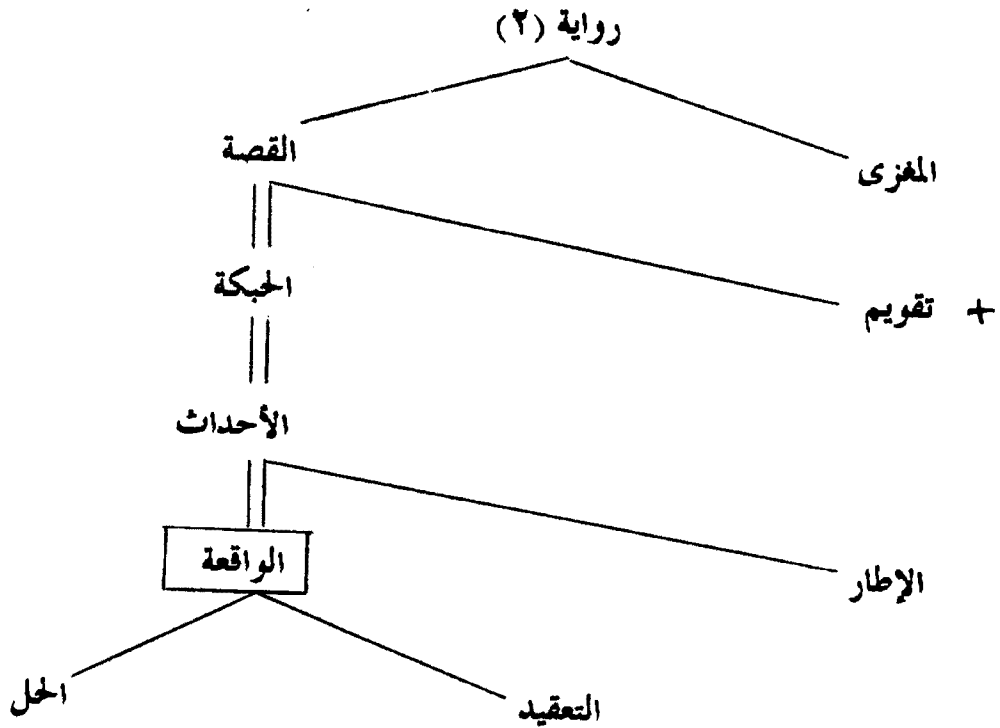 رواية (٢)
القصة
المغزى
الحبكة
+ تقويم
الأحداث
الواقعة
الإطار
الحل
التعقيد